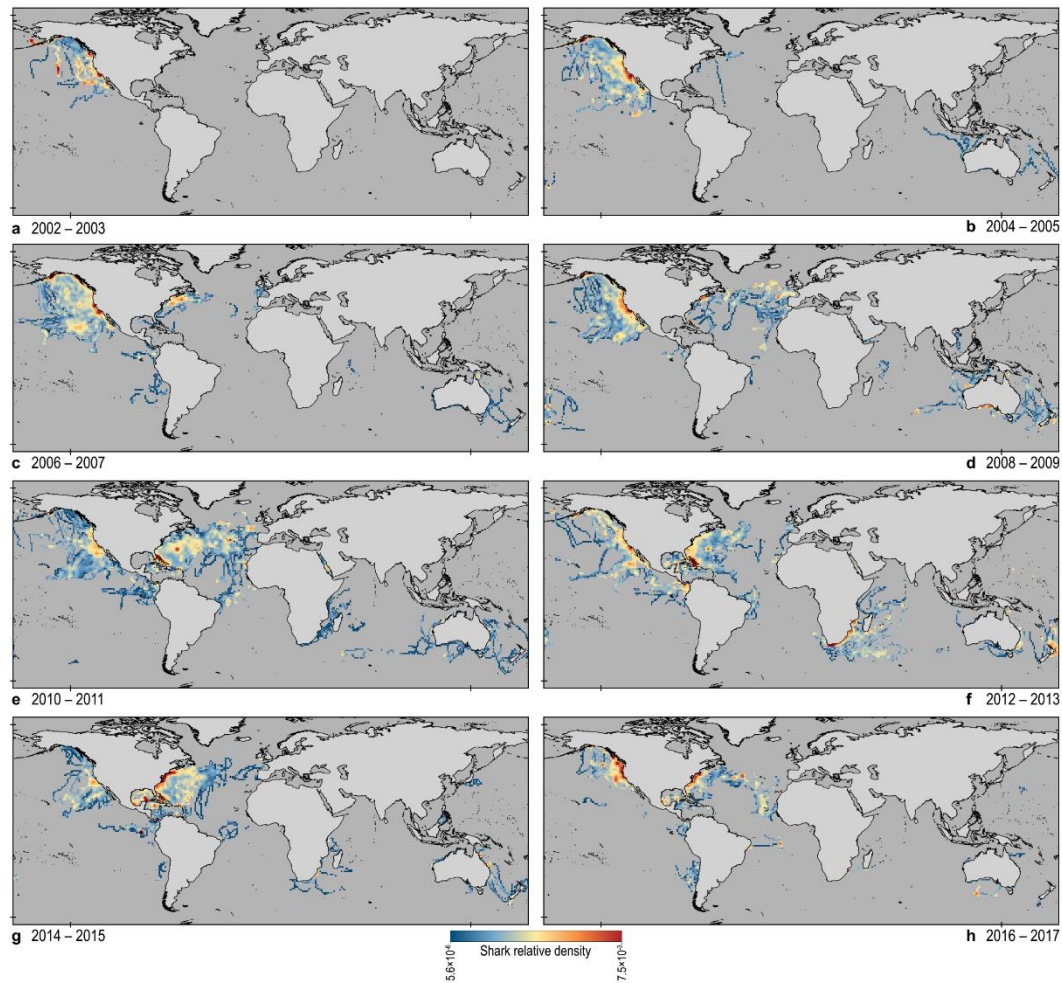 a 2002 – 2003
b 2004 – 2005
c 2006 – 2007
d 2008 – 2009
e 2010 – 2011
f 2012 – 2013
g 2014 – 2015
h 2016 – 2017
Shark relative density
5.6×10⁻⁶
7.5×10⁻³